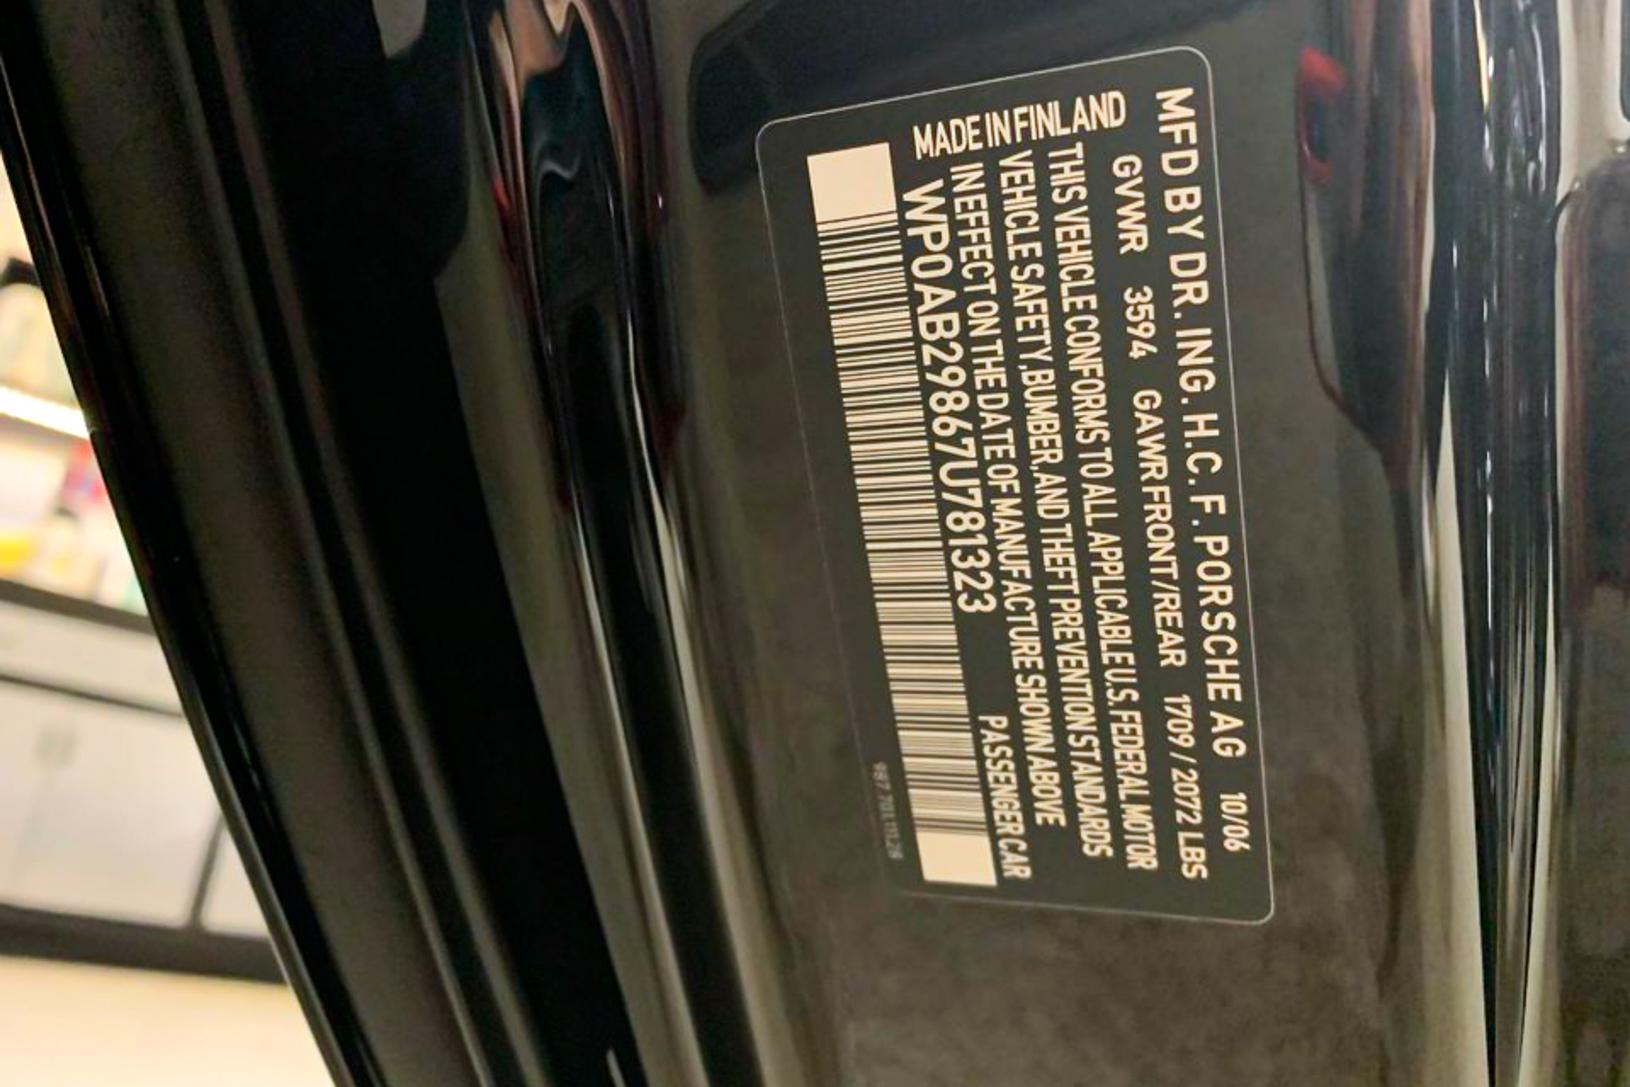 MFD BY DR. ING. H.C. F. PORSCHE AG 10/06
GVWR 3594 GAWR FRONT/REAR 1709 / 2072 LBS
THIS VEHICLE CONFORMS TO ALL APPLICABLE U.S. FEDERAL MOTOR
VEHICLE SAFETY, BUMBER, AND THEFT PREVENTION STANDARDS
IN EFFECT ON THE DATE OF MANUFACTURE SHOWN ABOVE
WP0AB29867U781323 PASSENGER CAR
MADE IN FINLAND